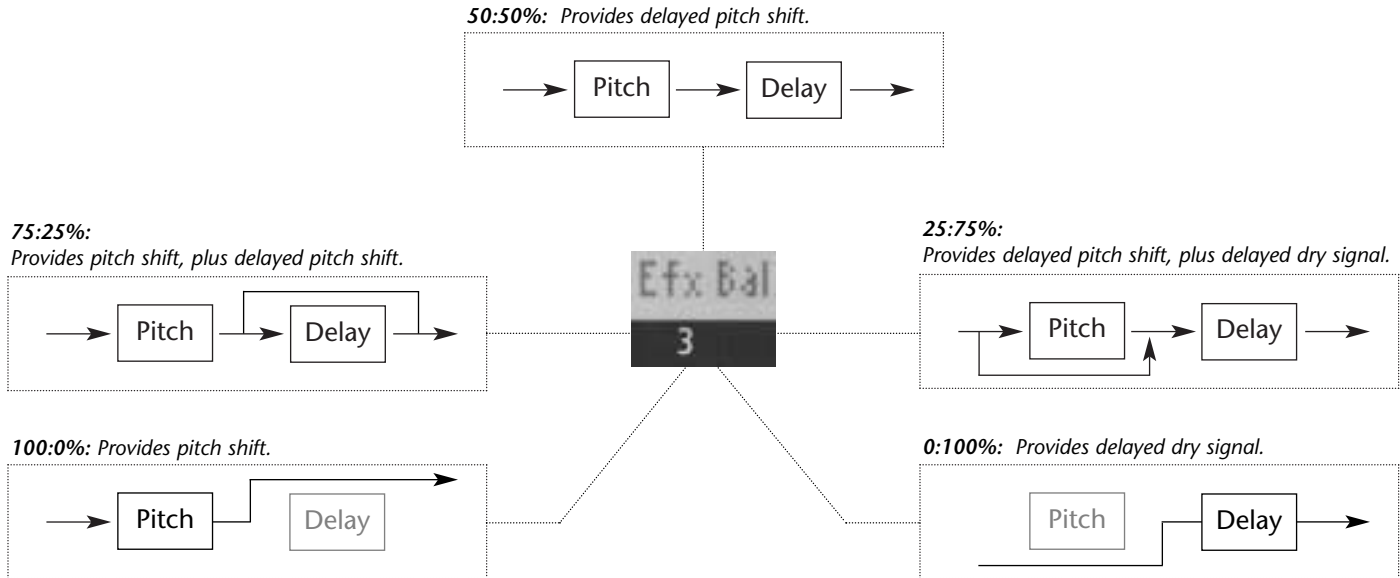 50:50%: Provides delayed pitch shift.
Pitch
Delay
75:25%:
Provides pitch shift, plus delayed pitch shift.
Pitch
Delay
Efx Bal
3
25:75%:
Provides delayed pitch shift, plus delayed dry signal.
Pitch
Delay
100:0%: Provides pitch shift.
Pitch
Delay
0:100%: Provides delayed dry signal.
Pitch
Delay